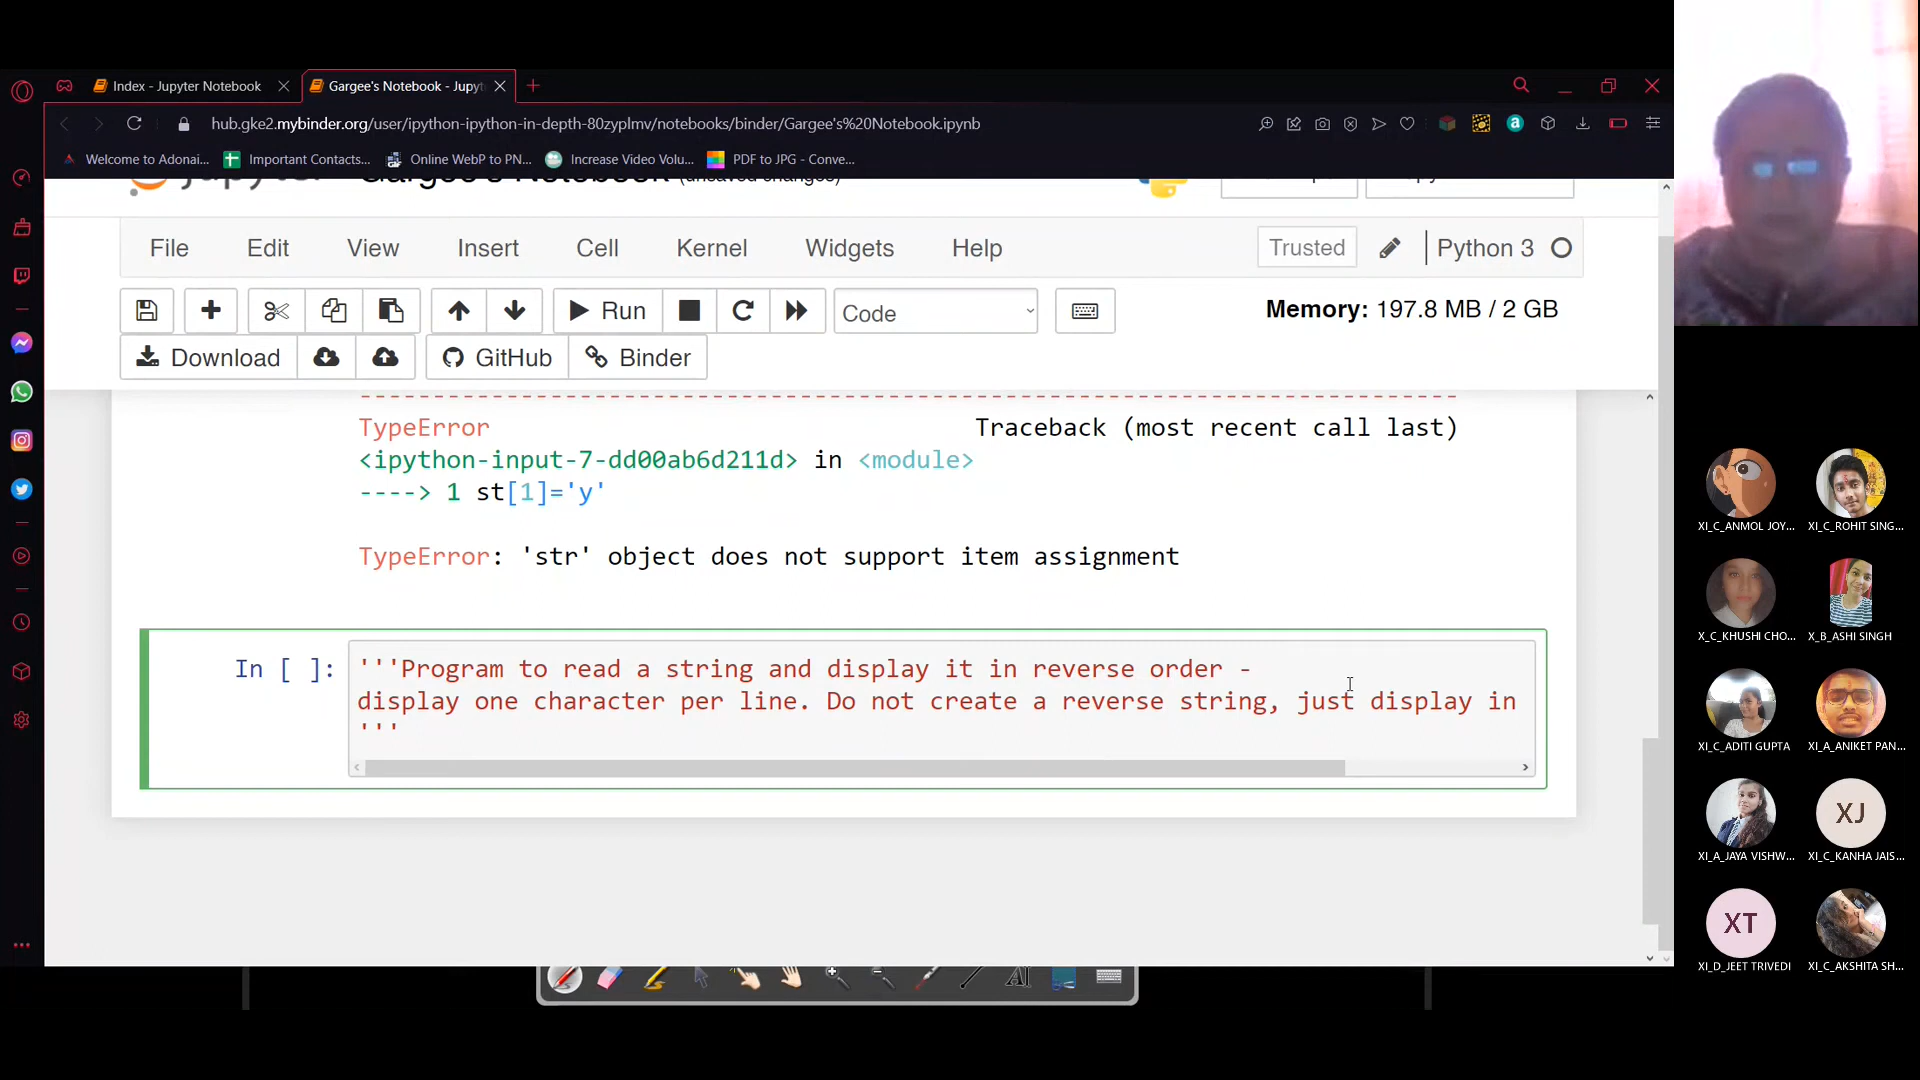 Index - Jupyter Notebook
Gargee's Notebook - Jupyt
hub.gke2.mybinder.org/user/ipython-ipython-in-depth-80zyplmv/notebooks/binder/Gargee's%20Notebook.ipynb
Welcome to Adonai...
Important Contacts...
Online WebP to PN...
Increase Video Volu...
PDF to JPG - Conve...
Gargee's Notebook (unsaved changes)
File Edit View Insert Cell Kernel Widgets Help
Trusted
Python 3
Run
Code
Memory: 197.8 MB / 2 GB
Download
GitHub
Binder
TypeError Traceback (most recent call last)
<ipython-input-7-dd00ab6d211d> in <module>
----> 1 st[1]='y'
TypeError: 'str' object does not support item assignment
In [ ]: '''Program to read a string and display it in reverse order -
display one character per line. Do not create a reverse string, just display in
'''
XI_C_ANMOL JOY...
XI_C_ROHIT SING...
X_C_KHUSHI CHO...
X_B_ASHI SINGH
XI_C_ADITI GUPTA
XI_A_ANIKET PAN...
XI_A_JAYA VISHW...
XJ
XI_C_KANHA JAIS...
XT
XI_D_JEET TRIVEDI
XI_C_AKSHITA SH...